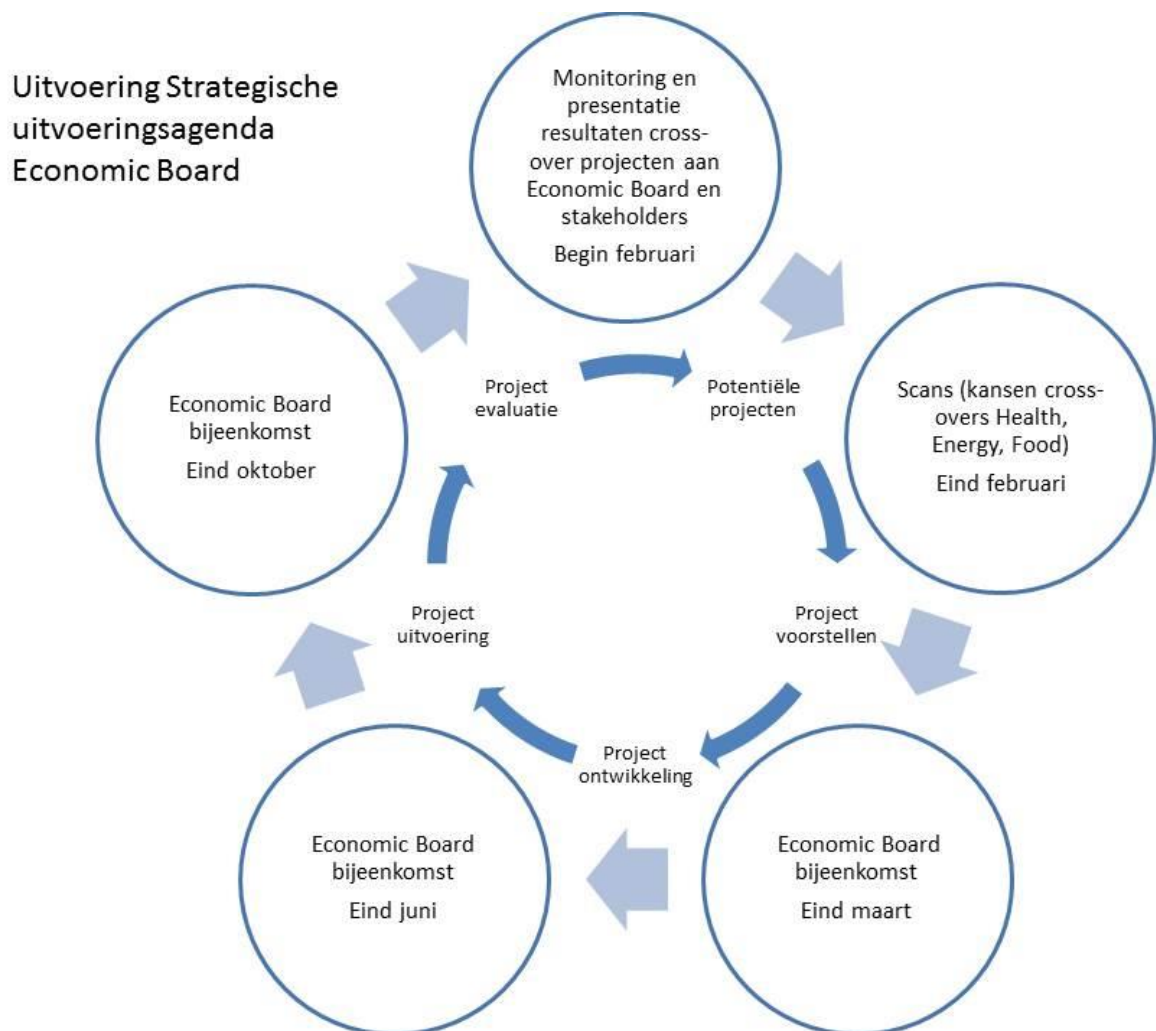 Uitvoering Strategische
uitvoeringsagenda
Economic Board
Monitoring en
presentatie
resultaten cross-
over projecten aan
Economic Board en
stakeholders
Begin februari
Scans (kansen cross-
overs Health,
Energy, Food)
Eind februari
Economic Board
bijeenkomst
Eind maart
Economic Board
bijeenkomst
Eind juni
Economic Board
bijeenkomst
Eind oktober
Project
evaluatie
Potentiële
projecten
Project
voorstellen
Project
ontwikkeling
Project
uitvoering